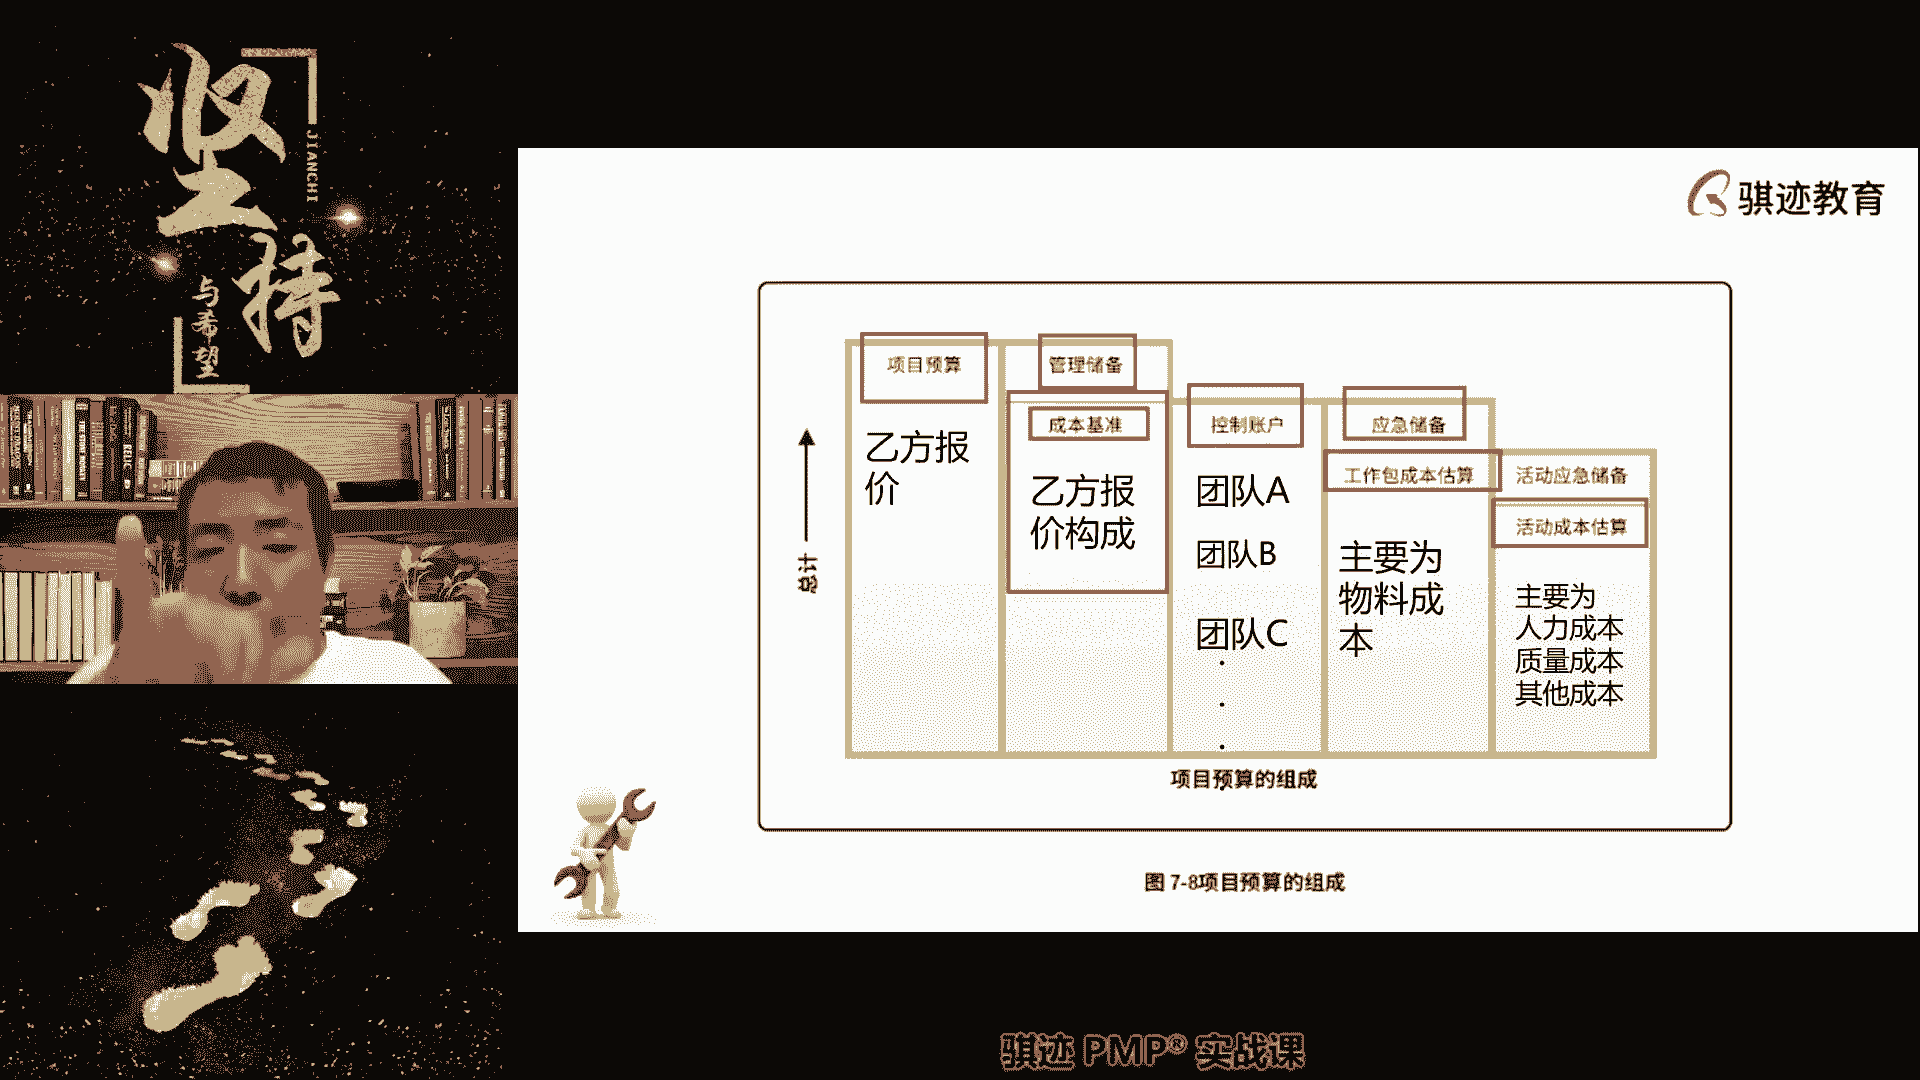 坚持
JIANCHI
与希望
骐迹教育
项目预算
管理储备
成本基准
控制账户
应急储备
工作包成本估算
活动应急储备
活动成本估算
乙方报
价
乙方报
价构成
团队A
团队B
团队C
主要为
物料成
本
主要为
人力成本
质量成本
其他成本
总计
项目预算的组成
图 7-8项目预算的组成
骐迹 PMP® 实战课